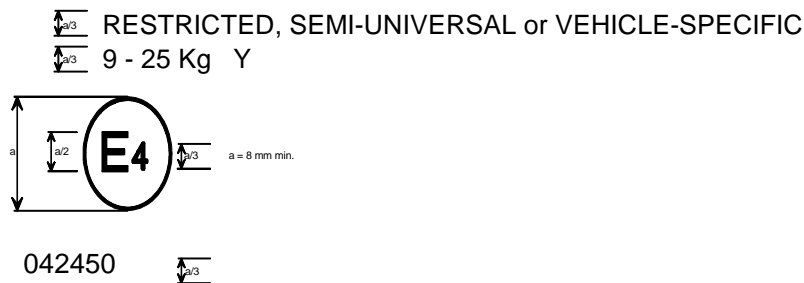 a/3 RESTRICTED, SEMI-UNIVERSAL or VEHICLE-SPECIFIC
a/3 9 - 25 Kg Y
a a/2 E4 a/3 a = 8 mm min.
042450 a/3